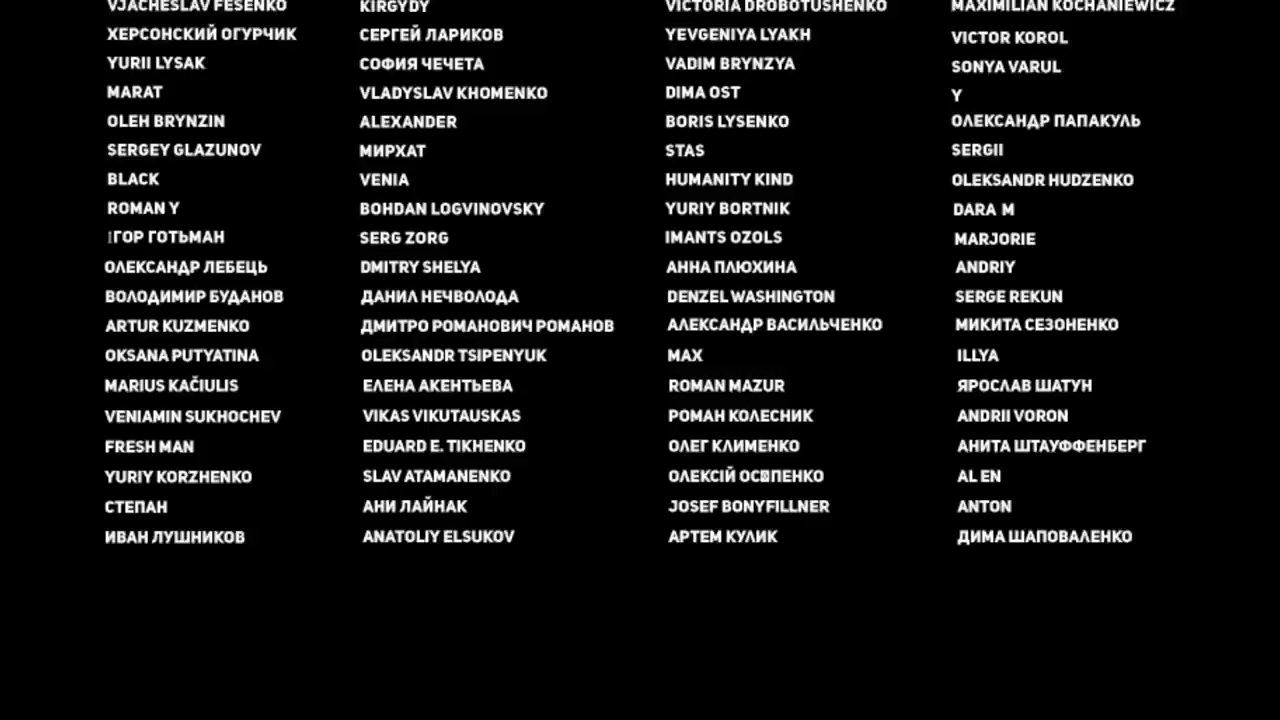 VJACHESLAV FESENKO
ХЕРСОНСКИЙ ОГУРЧИК
YURII LYSAK
MARAT
OLEH BRYNZIN
SERGEY GLAZUNOV
BLACK
ROMAN Y
ІГОР ГОТЬМАН
ОЛЕКСАНДР ЛЕБЕЦЬ
ВОЛОДИМИР БУДАНОВ
ARTUR KUZMENKO
OKSANA PUTYATINA
MARIUS KAČIULIS
VENIAMIN SUKHOCHEV
FRESH MAN
YURIY KORZHENKO
СТЕПАН
ИВАН ЛУШНИКОВ
KIRGYDY
СЕРГЕЙ ЛАРИКОВ
СОФИЯ ЧЕЧЕТА
VLADYSLAV KHOMENKO
ALEXANDER
МИРХАТ
VENIA
BOHDAN LOGVINOVSKY
SERG ZORG
DMITRY SHELYA
ДАНИЛ НЕЧВОЛОДА
ДМИТРО РОМАНОВИЧ РОМАНОВ
OLEKSANDR TSIPENYUK
ЕЛЕНА АКЕНТЬЕВА
VIKAS VIKUTAUSKAS
EDUARD E. TIKHENKO
SLAV ATAMANENKO
АНИ ЛАЙНАК
ANATOLIY ELSUKOV
VICTORIA DROBOTUSHENKO
YEVGENIYA LYAKH
VADIM BRYNZYA
DIMA OST
BORIS LYSENKO
STAS
HUMANITY KIND
YURIY BORTNIK
IMANTS OZOLS
АННА ПЛЮХИНА
DENZEL WASHINGTON
АЛЕКСАНДР ВАСИЛЬЧЕНКО
MAX
ROMAN MAZUR
РОМАН КОЛЕСНИК
ОЛЕГ КЛИМЕНКО
ОЛЕКСІЙ
JOSEF BONYFILLNER
АРТЕМ КУЛИК
MAXIMILIAN KOCHANIEWICZ
VICTOR KOROL
SONYA VARUL
Y
ОЛЕКСАНДР ПАПАКУЛЬ
SERGII
OLEKSANDR HUDZENKO
DARA M
MARJORIE
ANDRIY
SERGE REKUN
МИКИТА СЕЗОНЕНКО
ILLYA
ЯРОСЛАВ ШАТУН
ANDRII VORON
АНИТА ШТАУФФЕНБЕРГ
AL EN
ANTON
ДИМА ШАПОВАЛЕНКО